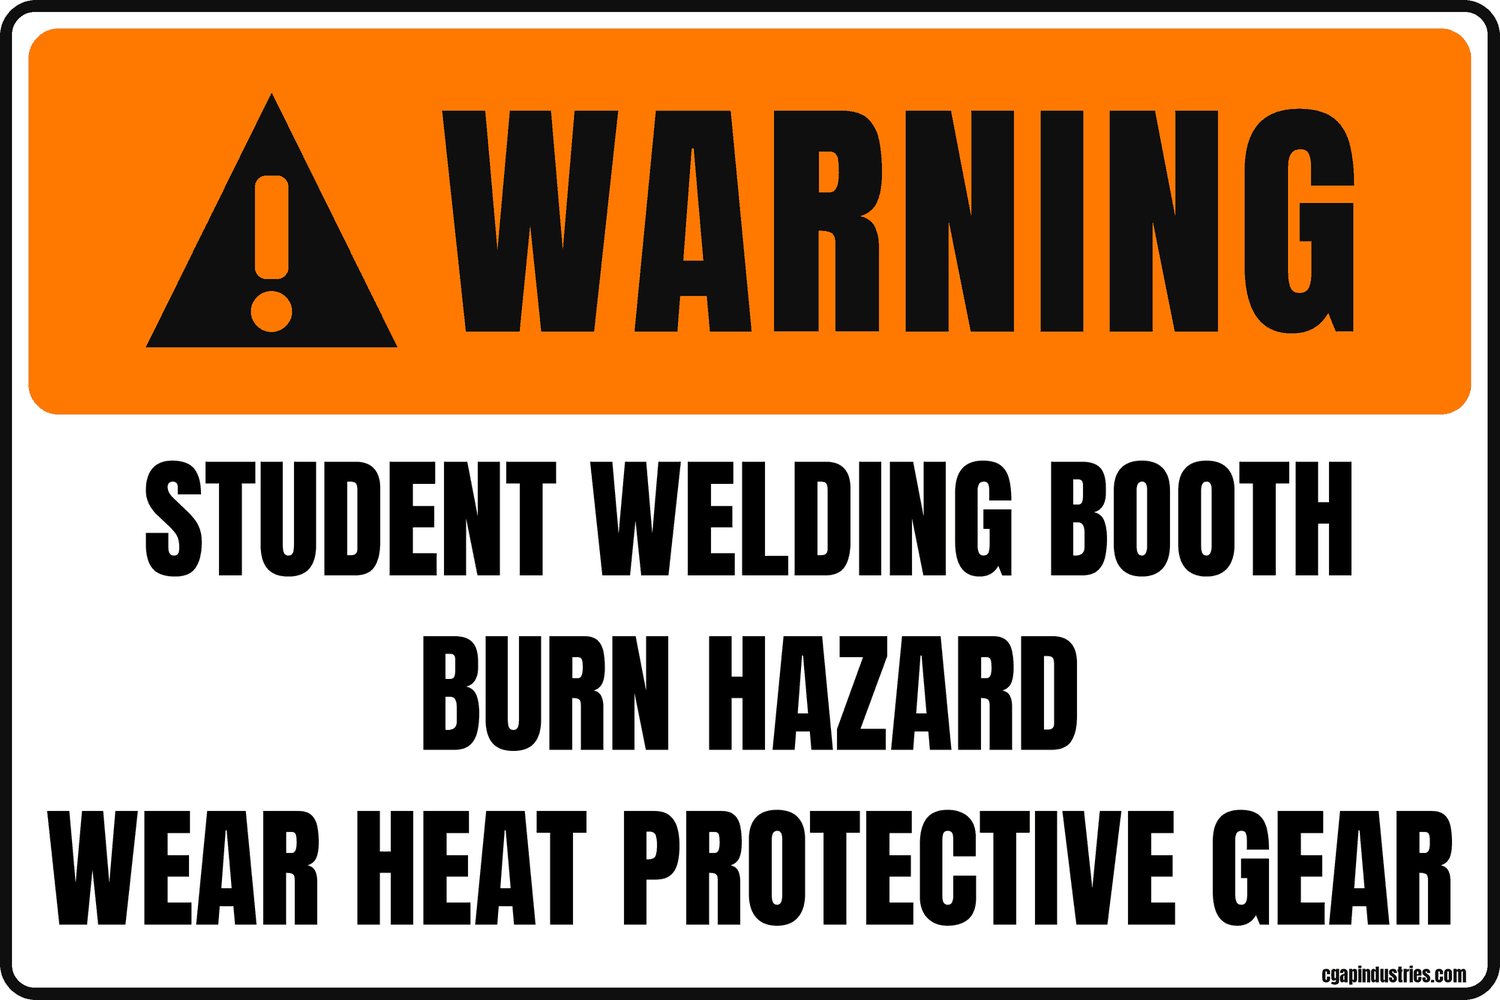 WARNING
STUDENT WELDING BOOTH
BURN HAZARD
WEAR HEAT PROTECTIVE GEAR
cgapindustries.com